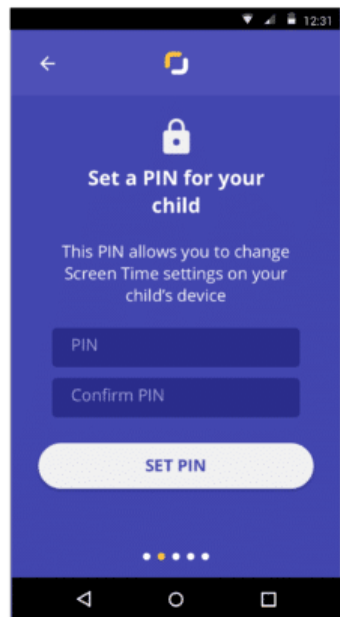 12:31
Set a PIN for your
child
This PIN allows you to change
Screen Time settings on your
child's device
PIN
Confirm PIN
SET PIN